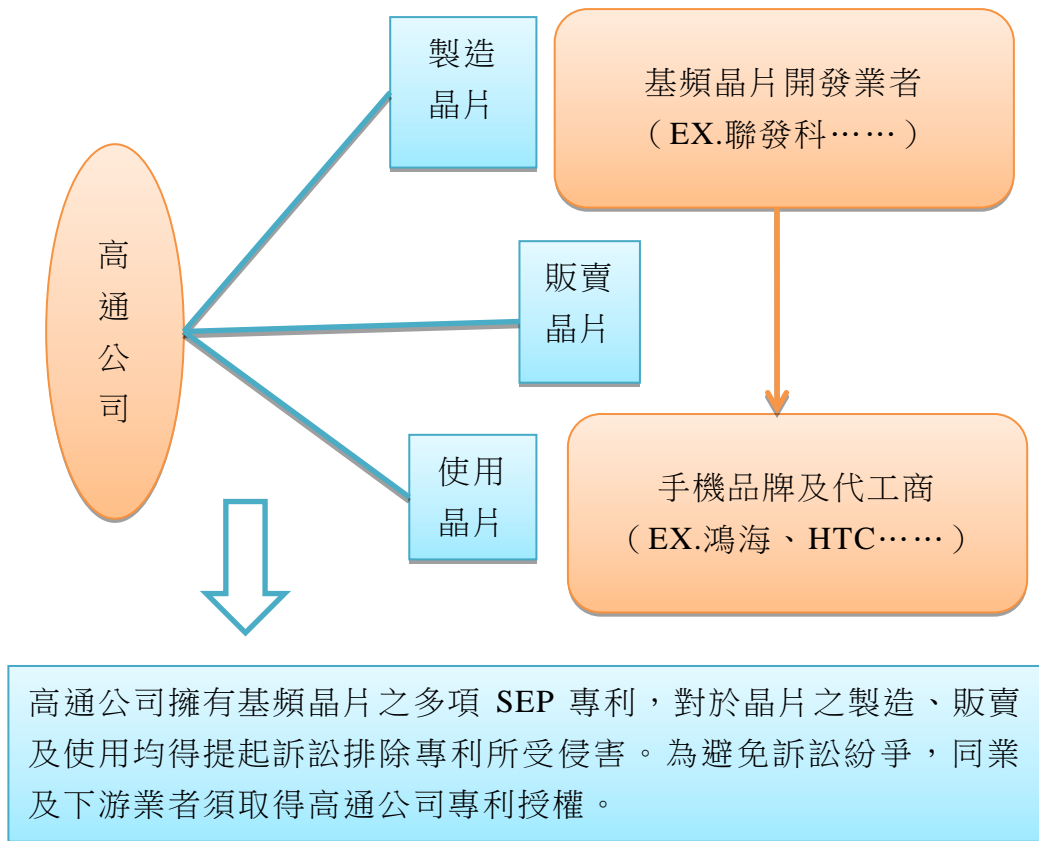 高
通
公
司
製造
晶片
販賣
晶片
使用
晶片
基頻晶片開發業者
（EX.聯發科……）
手機品牌及代工商
（EX.鴻海、HTC……）
高通公司擁有基頻晶片之多項 SEP 專利，對於晶片之製造、販賣
及使用均得提起訴訟排除專利所受侵害。為避免訴訟紛爭，同業
及下游業者須取得高通公司專利授權。